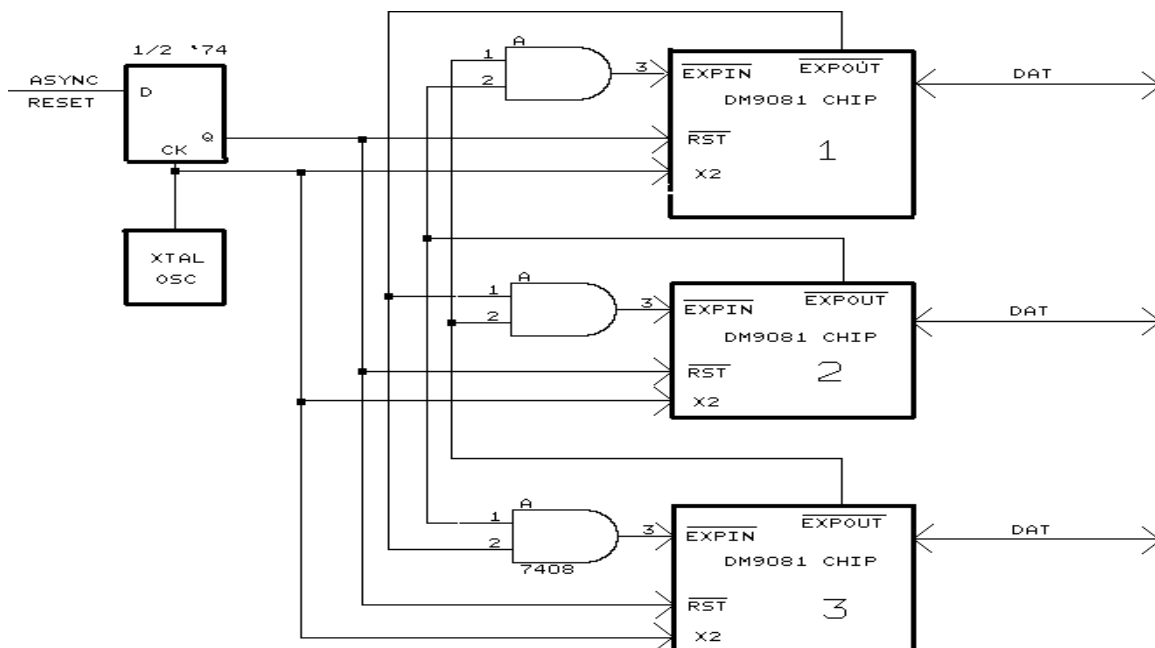 1/2 '74
ASYNC
RESET
D
Q
CK
XTAL
OSC
A
1
2
3
EXPIN
EXPOUT
DM9081 CHIP
RST
1
X2
DAT
A
1
2
3
EXPIN
EXPOUT
DM9081 CHIP
RST
2
X2
DAT
A
1
2
3
7408
EXPIN
EXPOUT
DM9081 CHIP
RST
3
X2
DAT